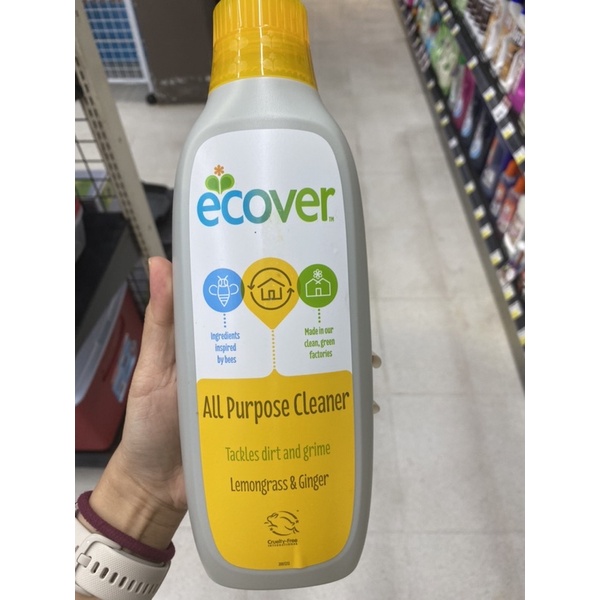 ecover
Ingredients
inspired
by bees
Made in our
clean, green
factories
All Purpose Cleaner
Tackles dirt and grime
Lemongrass & Ginger
Cruelty-free